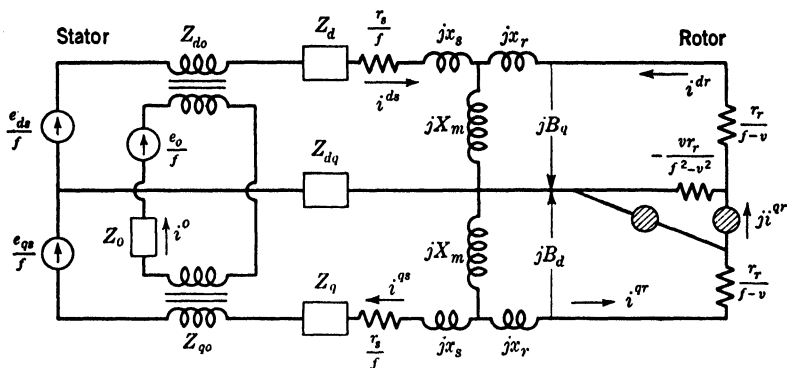 Stator
Z_do
Z_d
r_s/f
jx_s
jx_r
Rotor
i^ds
i^dr
e_ds/f
e_o/f
jX_m
jB_q
r_r/f-v
Z_dq
-vr_r/f²-v²
e_qs/f
Z_o
i^o
ji^qr
jX_m
jB_d
Z_q
i^qs
i^qr
r_r/f-v
Z_qo
r_s/f
jx_s
jx_r